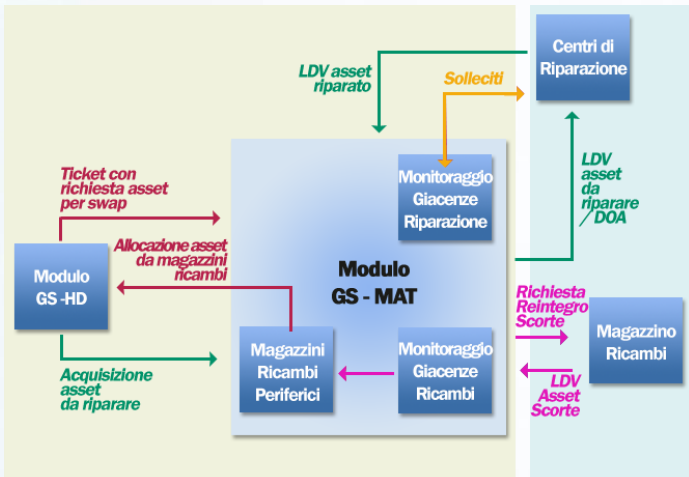 LDV asset
riparato
Solleciti
Centri di
Riparazione
LDV
asset
da
riparare
/DOA
Ticket con
richiesta asset
per swap
Monitoraggio
Giacenze
Riparazione
Allocazione asset
da magazzini
ricambi
Modulo
GS -HD
Modulo
GS - MAT
Richiesta
Reintegro
Scorte
Magazzino
Ricambi
Magazzini
Ricambi
Periferici
Monitoraggio
Giacenze
Ricambi
Acquisizione
asset
da riparare
LDV
Asset
Scorte